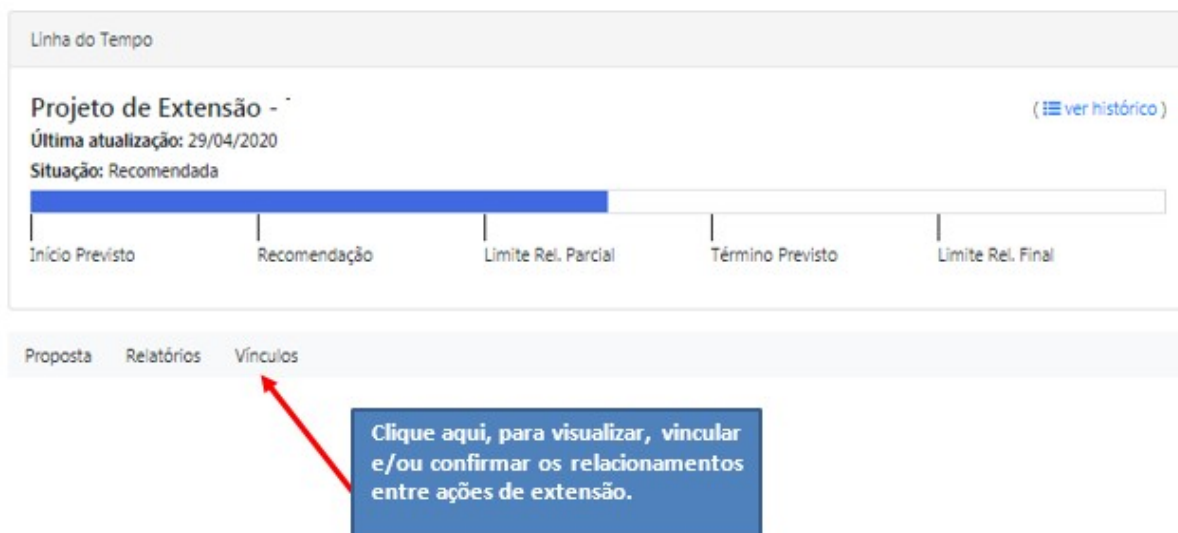 Linha do Tempo
Projeto de Extensão -
( ver histórico )
Última atualização: 29/04/2020
Situação: Recomendada
Início Previsto Recomendação Limite Rel. Parcial Término Previsto Limite Rel. Final
Proposta Relatórios Vínculos
Clique aqui, para visualizar, vincular
e/ou confirmar os relacionamentos
entre ações de extensão.